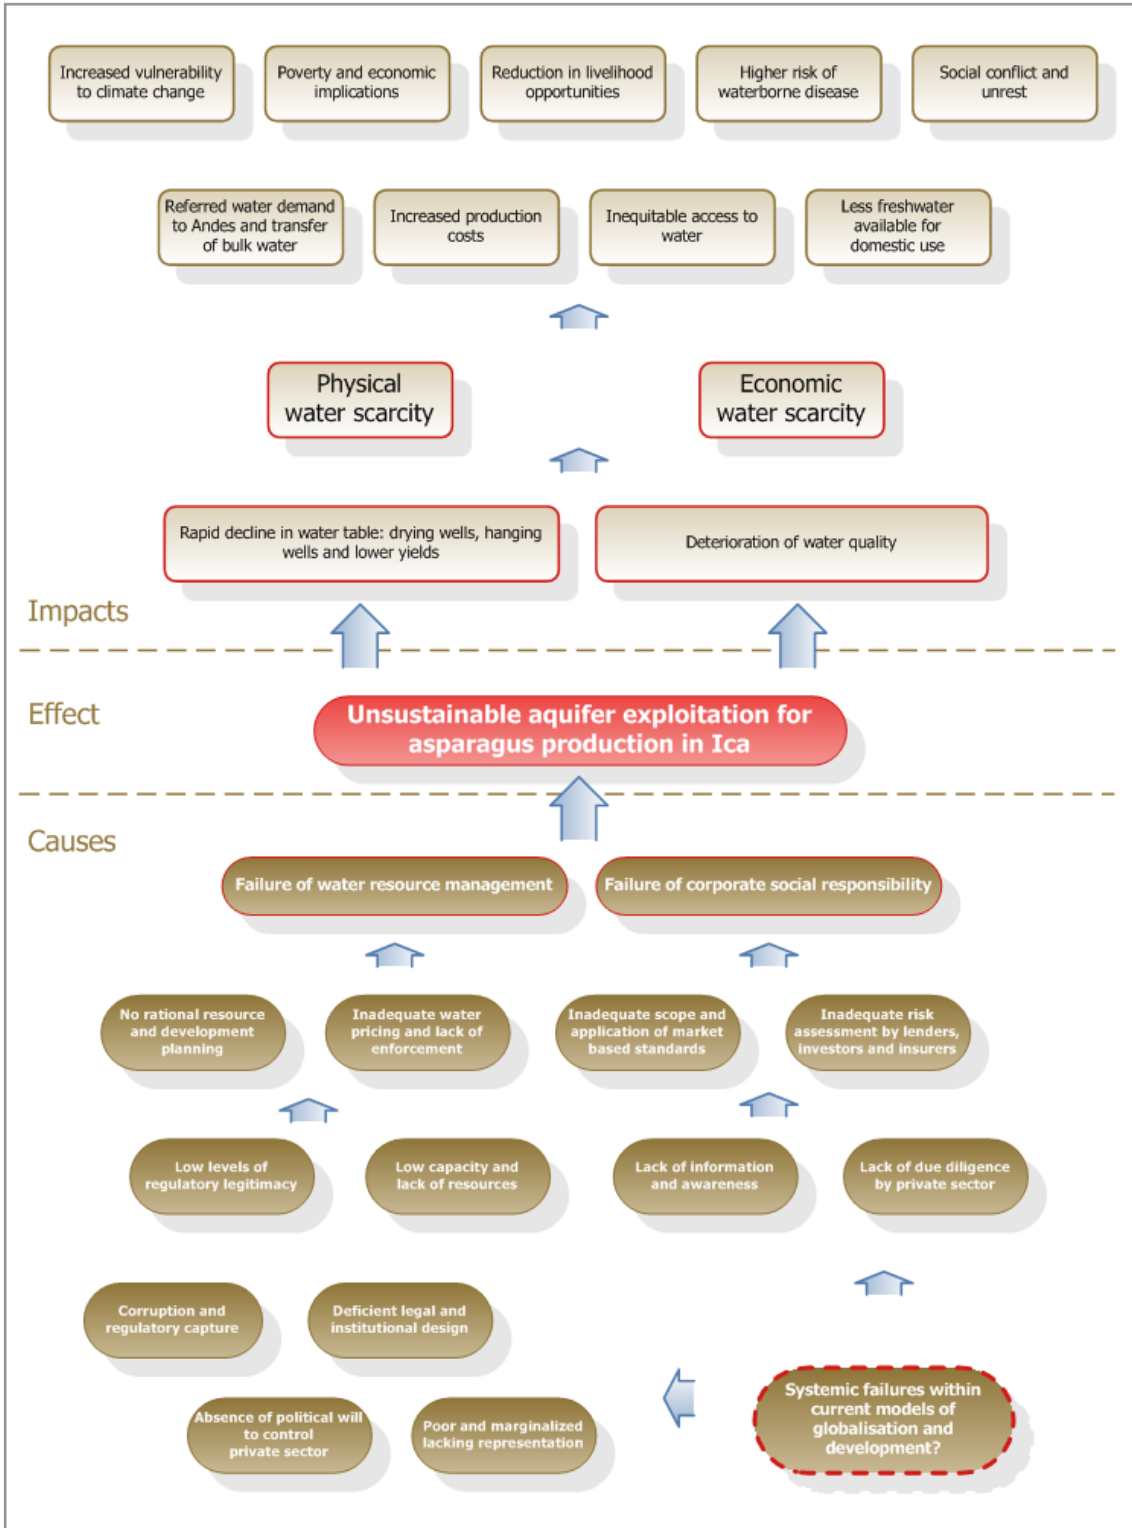 Increased vulnerability
to climate change
Poverty and economic
implications
Reduction in livelihood
opportunities
Higher risk of
waterborne disease
Social conflict and
unrest
Referred water demand
to Andes and transfer
of bulk water
Increased production
costs
Inequitable access to
water
Less freshwater
available for
domestic use
Physical
water scarcity
Economic
water scarcity
Rapid decline in water table: drying wells, hanging
wells and lower yields
Deterioration of water quality
Impacts
Effect
Unsustainable aquifer exploitation for
asparagus production in Ica
Causes
Failure of water resource management
Failure of corporate social responsibility
No rational resource
and development
planning
Inadequate water
pricing and lack of
enforcement
Inadequate scope and
application of market
based standards
Inadequate risk
assessment by lenders,
investors and insurers
Low levels of
regulatory legitimacy
Low capacity and
lack of resources
Lack of information
and awareness
Lack of due diligence
by private sector
Corruption and
regulatory capture
Deficient legal and
institutional design
Absence of political will
to control
private sector
Poor and marginalized
lacking representation
Systemic failures within
current models of
globalisation and
development?